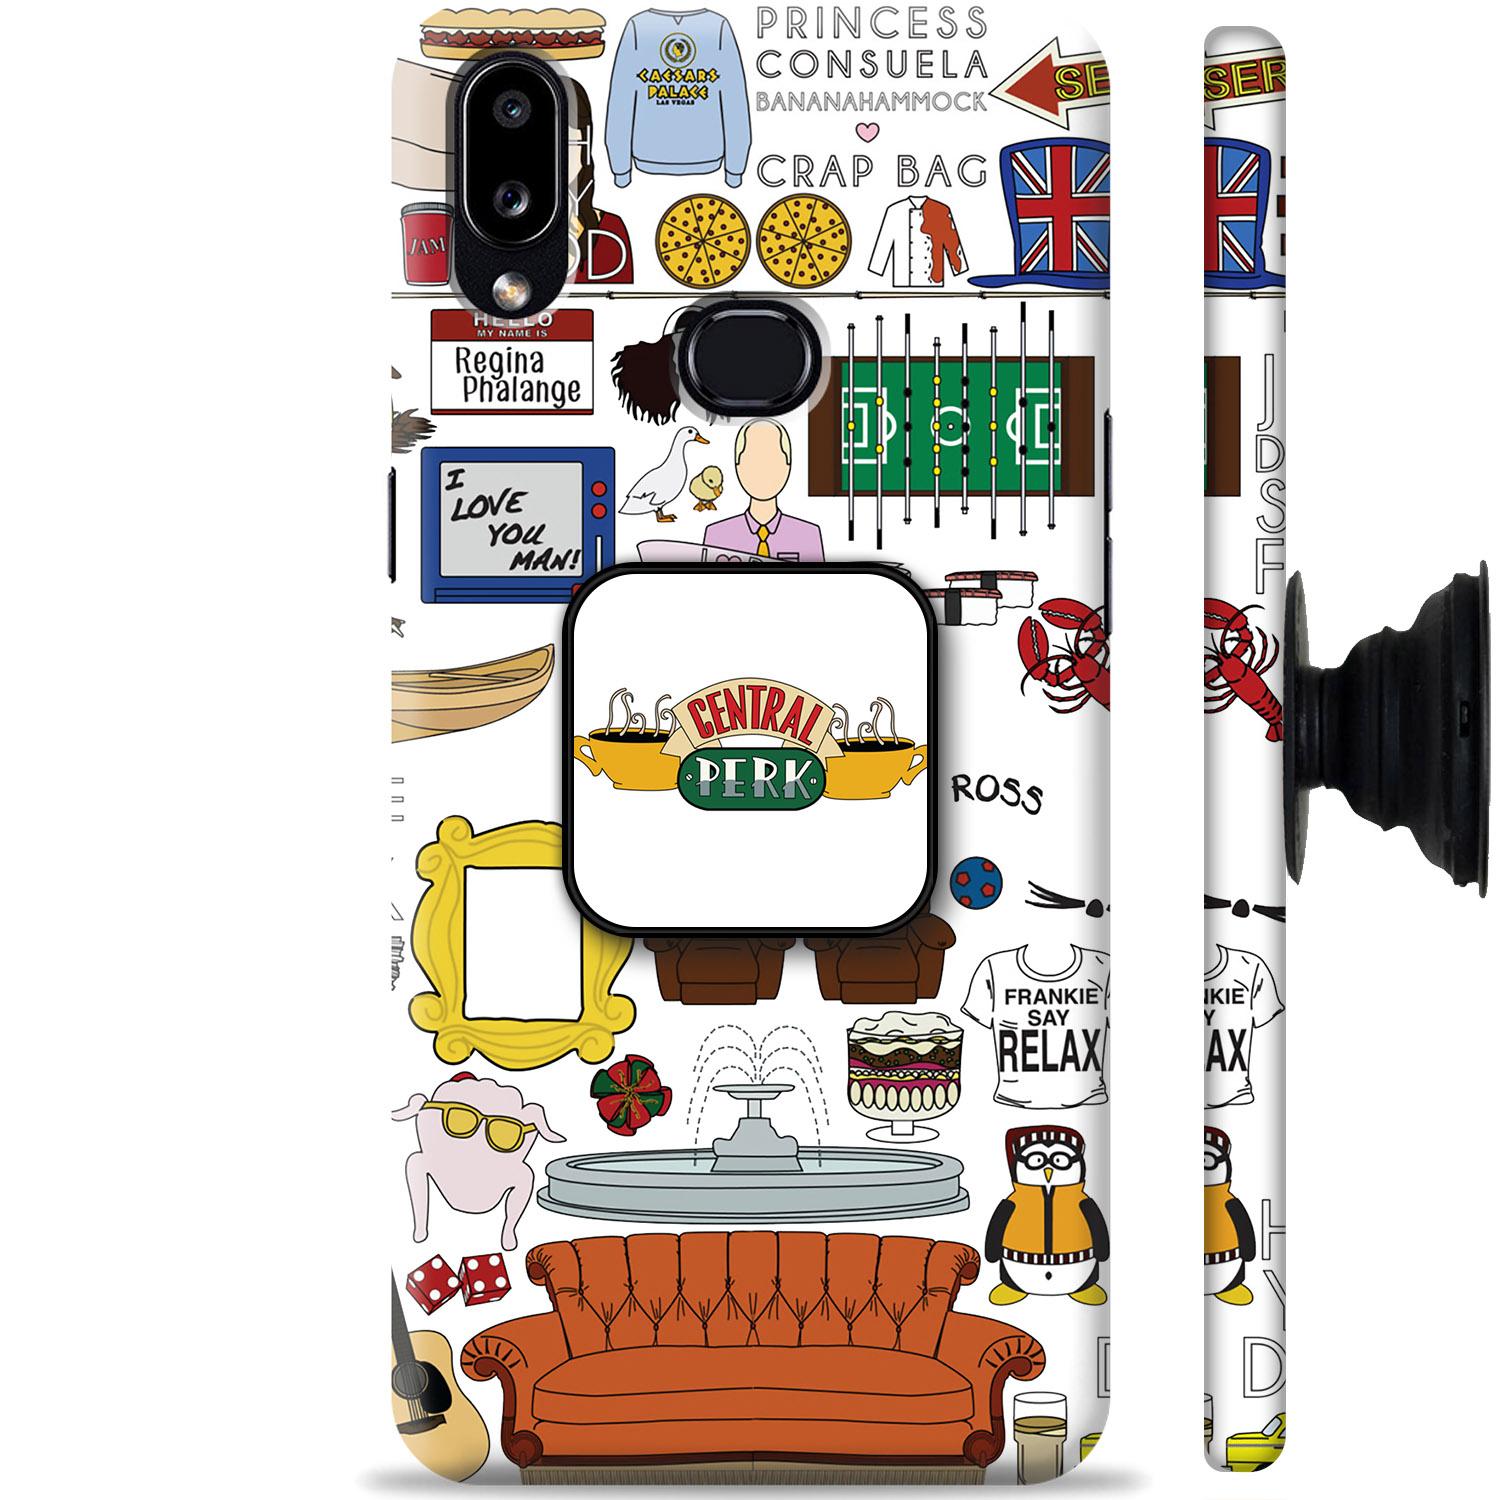 PRINCESS
CONSUELA
BANANAHAMMOCK
CRAP BAG
CAESARS
PALACE
LAS VEGAS
JAM
HELLO
MY NAME IS
Regina
Phalange
I
LOVE
YOU
MAN!
CENTRAL
PERK
ROSS
FRANKIE
SAY
RELAX